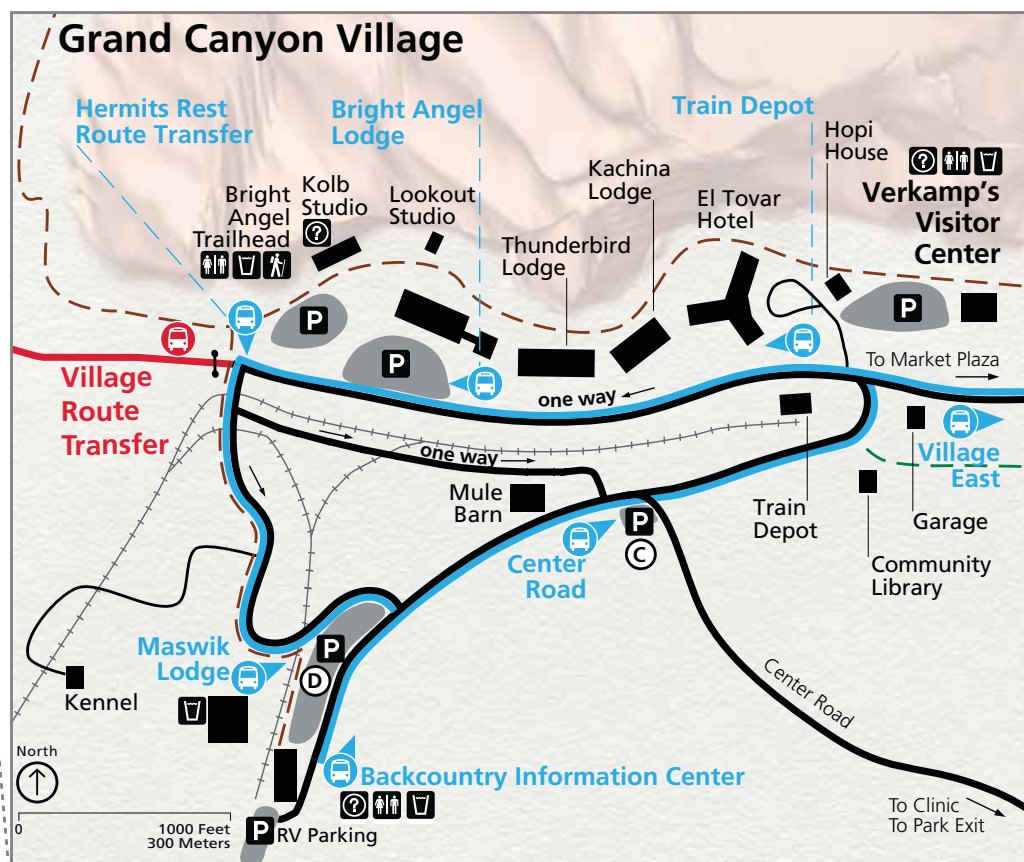 Grand Canyon Village
Hermits Rest
Route Transfer
Bright Angel
Lodge
Train Depot
Hopi
House
?
Verkamp's
Visitor
Center
Kachina
Lodge
El Tovar
Hotel
Bright
Angel
Trailhead
Kolb
Studio
?
Lookout
Studio
Thunderbird
Lodge
P
P
P
To Market Plaza
Village
Route
Transfer
one way
one way
Village
East
Mule
Barn
Train
Depot
Garage
Community
Library
P
C
Center
Road
Maswik
Lodge
P
D
Kennel
Center Road
North
Backcountry Information Center
?
0
1000 Feet
300 Meters
P
RV Parking
To Clinic
To Park Exit